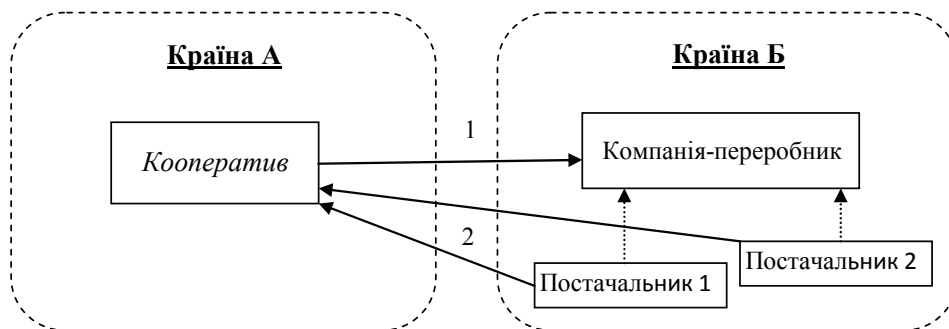 Країна А
Країна Б
1
Кооператив
Компанія-переробник
2
Постачальник 2
Постачальник 1